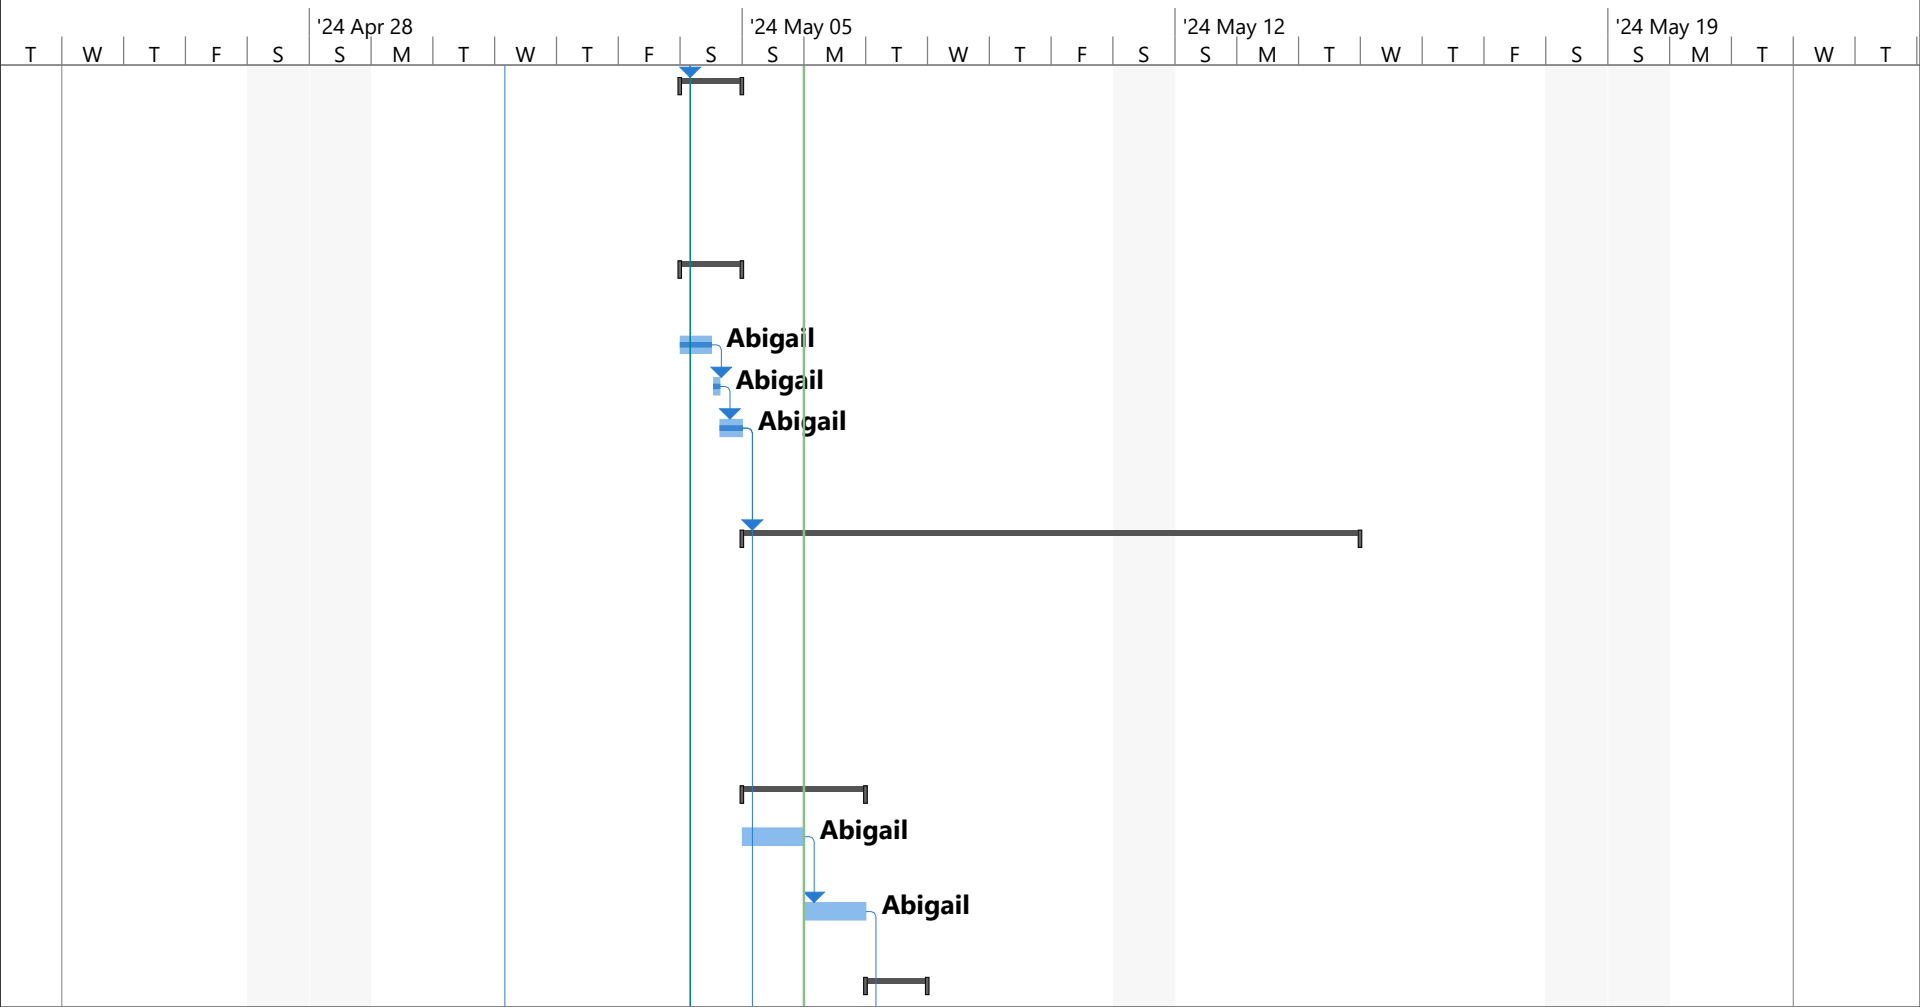 '24 Apr 28 '24 May 05 '24 May 12 '24 May 19
T W T F S S M T W T F S S M T W T F S S M T W T F S S M T W T
Abigail
Abigail
Abigail
Abigail
Abigail